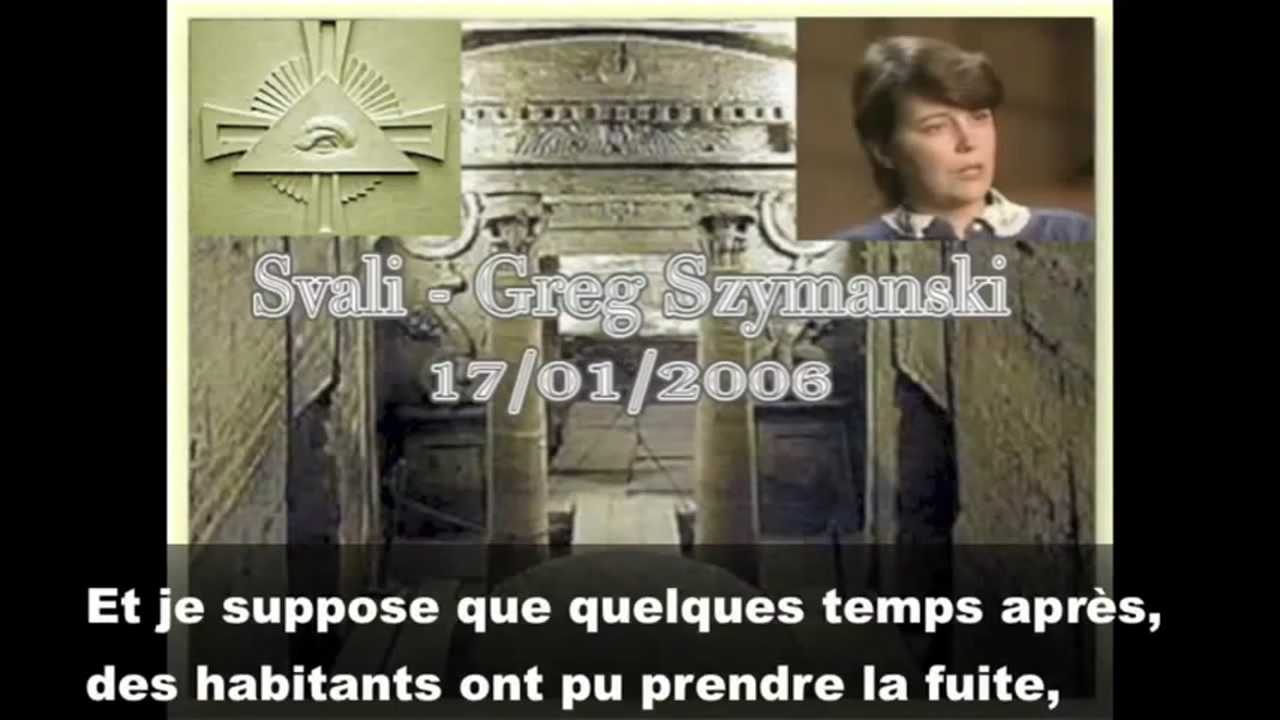 Svali - Greg Szymanski
17/01/2006
Et je suppose que quelques temps après,
des habitants ont pu prendre la fuite,